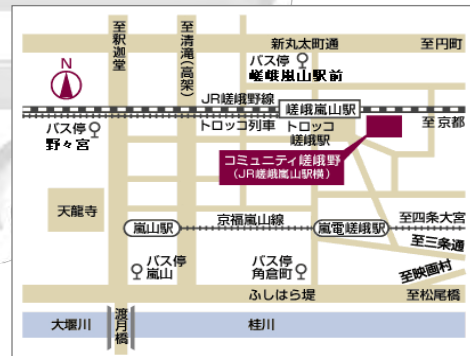 至釈迦堂
至清滝(高架)
新丸太町通
至円町
バス停
嵯峨嵐山駅前
N
JR嵯峨野線
嵯峨嵐山駅
バス停
野々宮
トロッコ列車
トロッコ
嵯峨駅
至京都
コミュニティ嵯峨野
(JR嵯峨嵐山駅横)
天龍寺
嵐山駅
京福嵐山線
嵐電嵯峨駅
至四条大宮
至三条通
バス停
嵐山
バス停
角倉町
至映画村
ふしはら堤
至松尾橋
大堰川
渡月橋
桂川